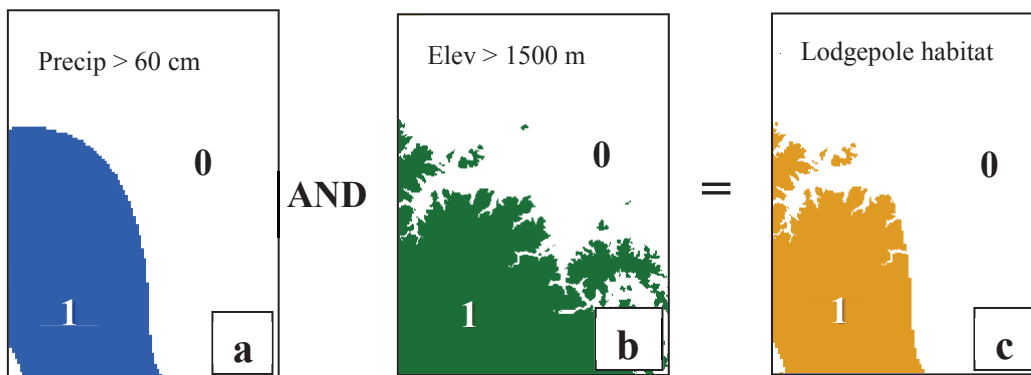 Precip > 60 cm
0
1
a
AND
Elev > 1500 m
0
1
b
=
Lodgepole habitat
0
1
c